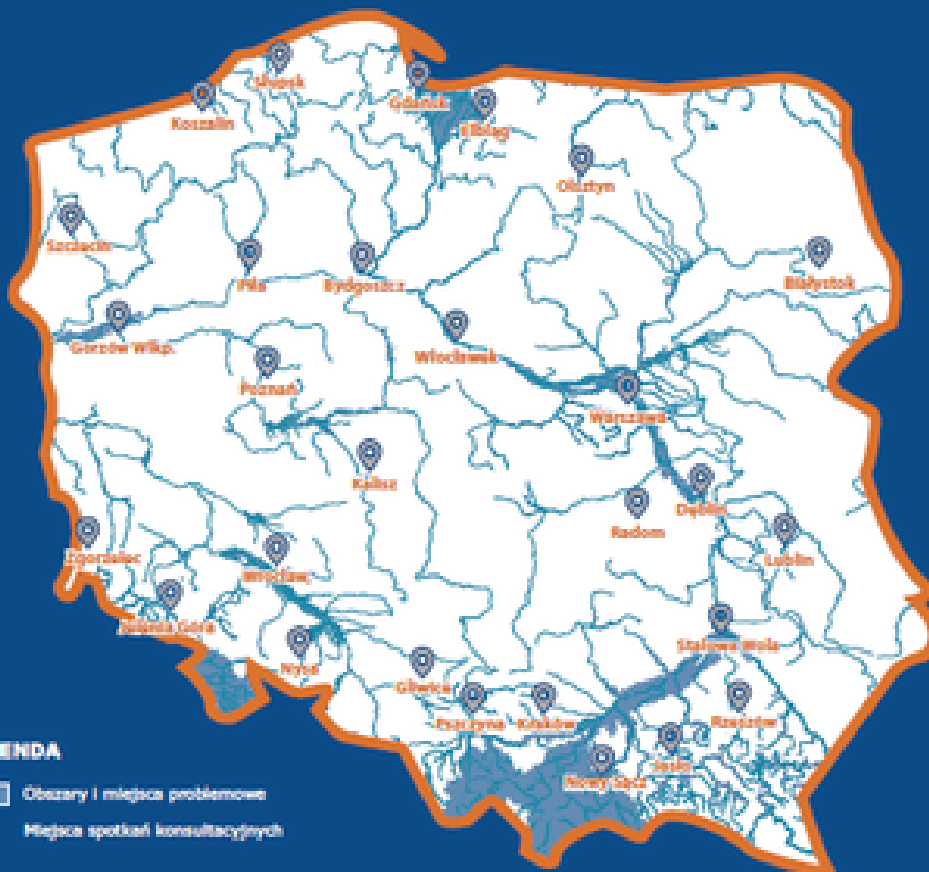 Słupsk
Gdańsk
Koszalin
Elbląg
Olsztyn
Szczecin
Piła
Bydgoszcz
Białystok
Gorzów Wlkp.
Włocławek
Poznań
Warszawa
Kalisz
Dęblin
Radom
Zgorzelec
Wrocław
Lublin
Jelenia Góra
Nysa
Stalowa Wola
Gliwice
Pszczyna
Kraków
Rzeszów
Jasło
Nowy Sącz
ENDA
Obszary i miejsca problemowe
Miejsca spotkań konsultacyjnych